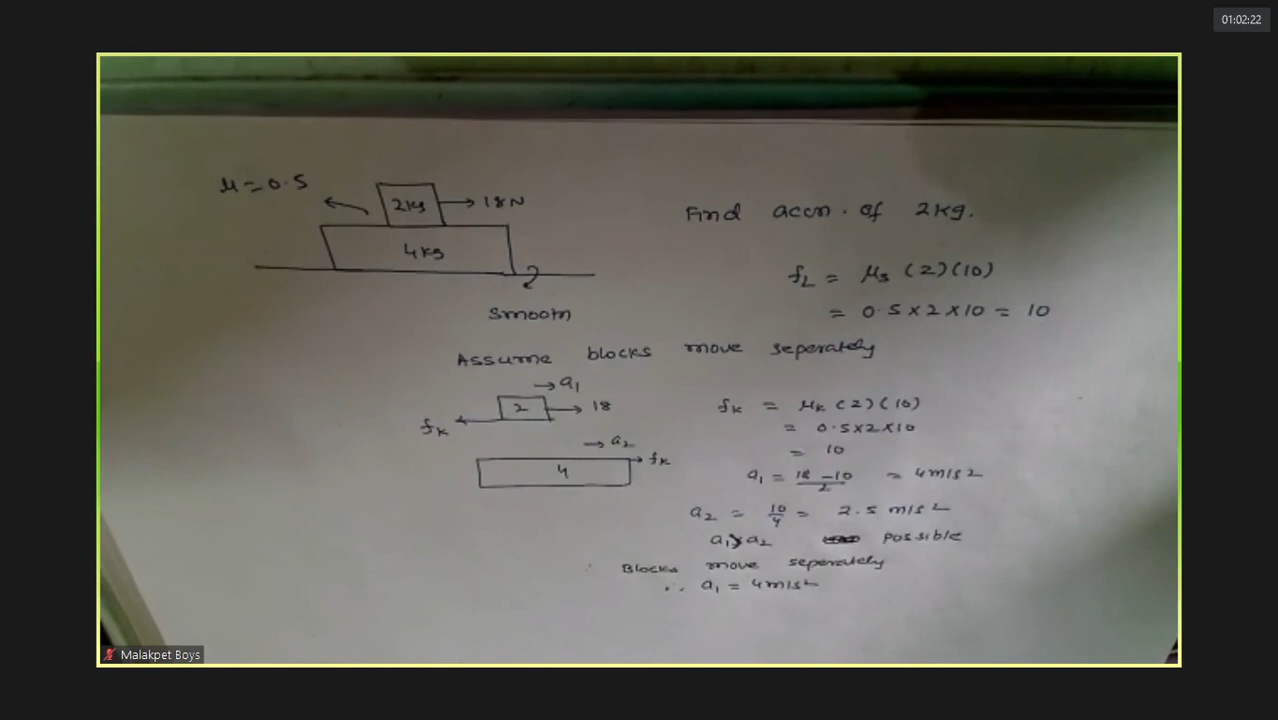 01:02:22
μ = 0.5
2kg → 18N
4kg
Smooth
Find accn. of 2kg.
fL = μs (2)(10)
= 0.5 × 2 × 10 = 10
Assume blocks move seperately
→ a1
2 → 18
fK
→ a2
4 → fK
fK = μK (2)(10)
= 0.5×2×10
= 10
a1 = 18 - 10 / 2 = 4m/s2
a2 = 10/4 = 2.5 m/s2
a1 > a2 possible
Blocks move seperately
∴ a1 = 4m/s2
Malakpet Boys